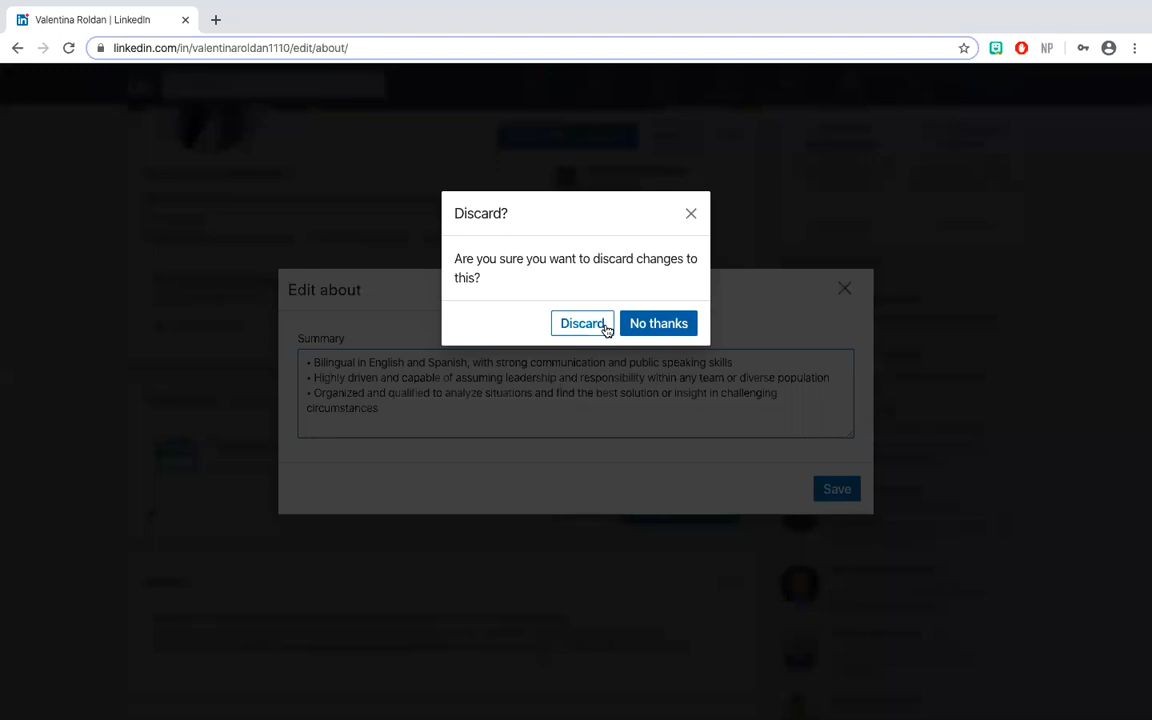 Valentina Roldan | LinkedIn
linkedin.com/in/valentinaroldan1110/edit/about/
NP
Discard?
Are you sure you want to discard changes to
this?
Discard
No thanks
Edit about
Summary
• Bilingual in English and Spanish, with strong communication and public speaking skills
• Highly driven and capable of assuming leadership and responsibility within any team or diverse population
• Organized and qualified to analyze situations and find the best solution or insight in challenging
circumstances
Save